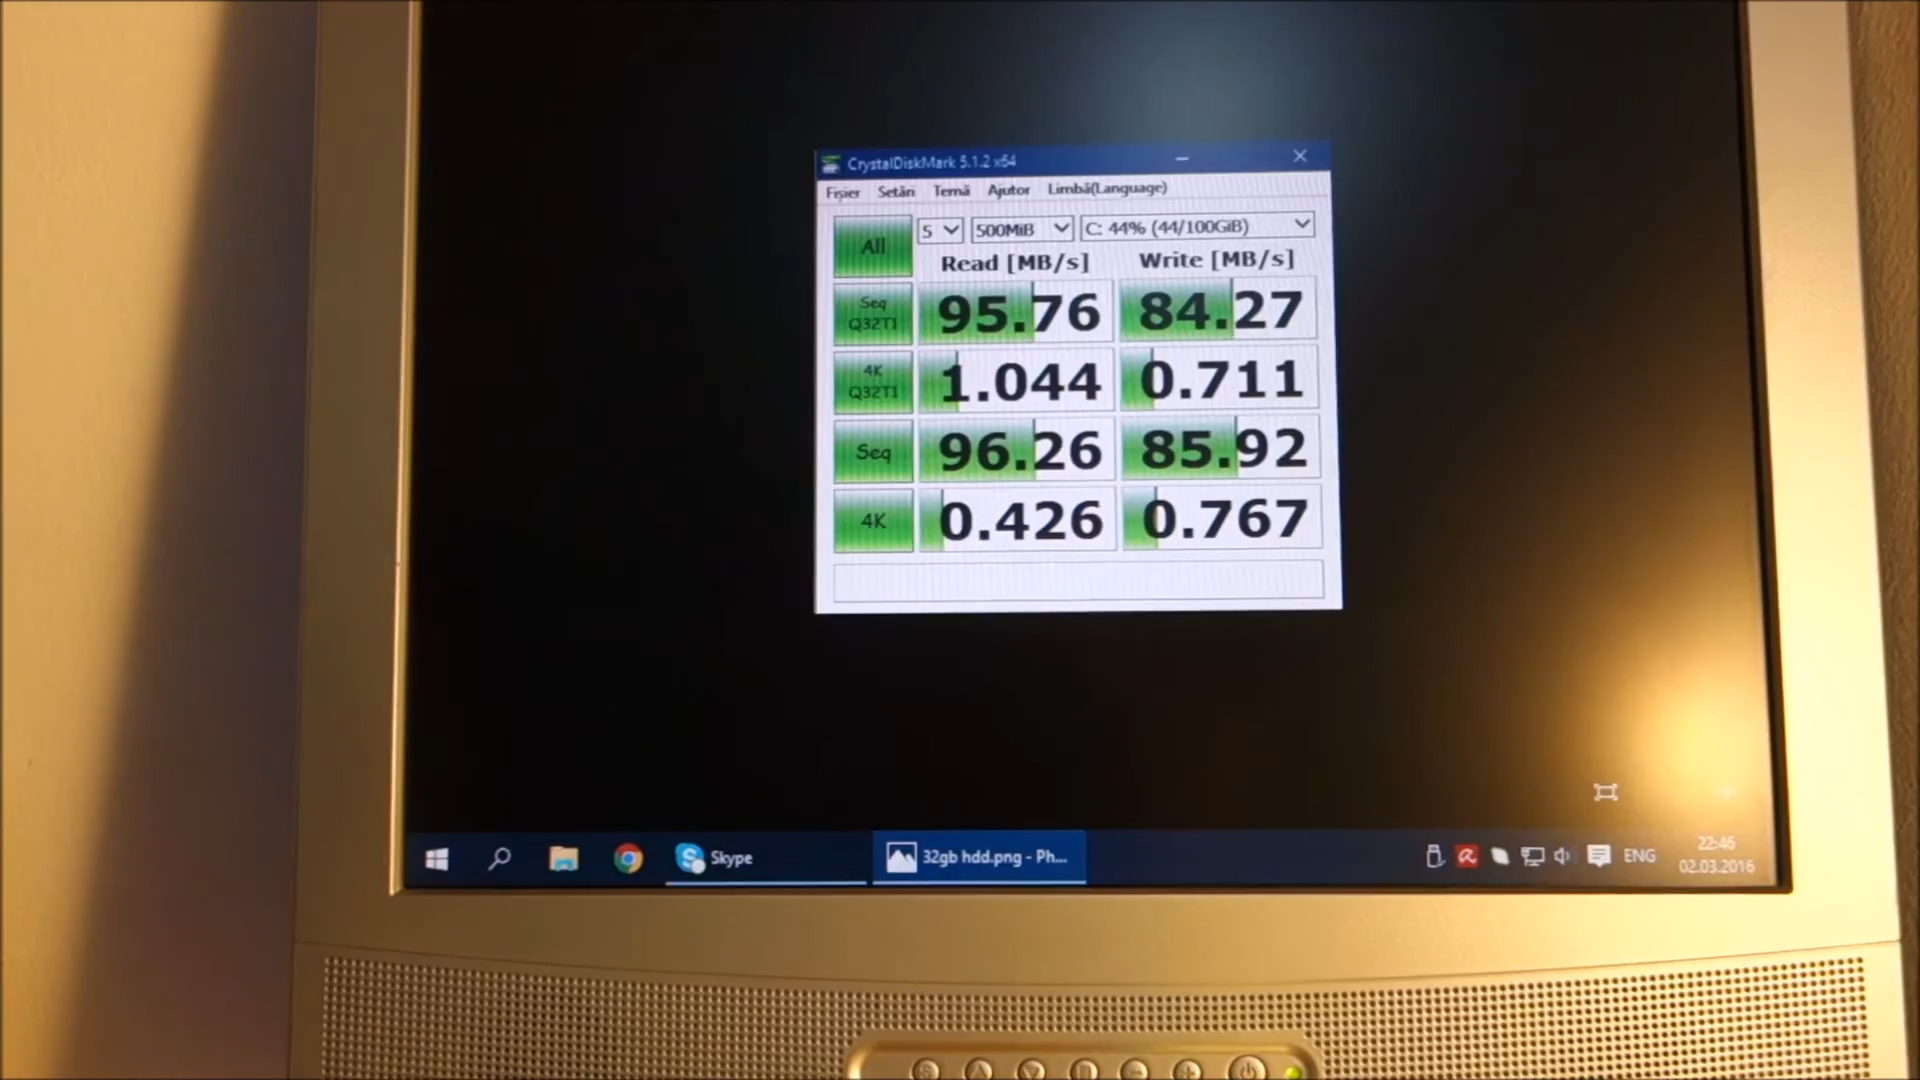 CrystalDiskMark 5.1.2 x64
Fișier Setări Temă Ajutor Limbă(Language)
All 5 500MiB C: 44% (44/100GiB)
Read [MB/s] Write [MB/s]
Seq Q32T1 95.76 84.27
4K Q32T1 1.044 0.711
Seq 96.26 85.92
4K 0.426 0.767
Skype 32gb hdd.png - Ph... ENG 22:46
02.03.2016